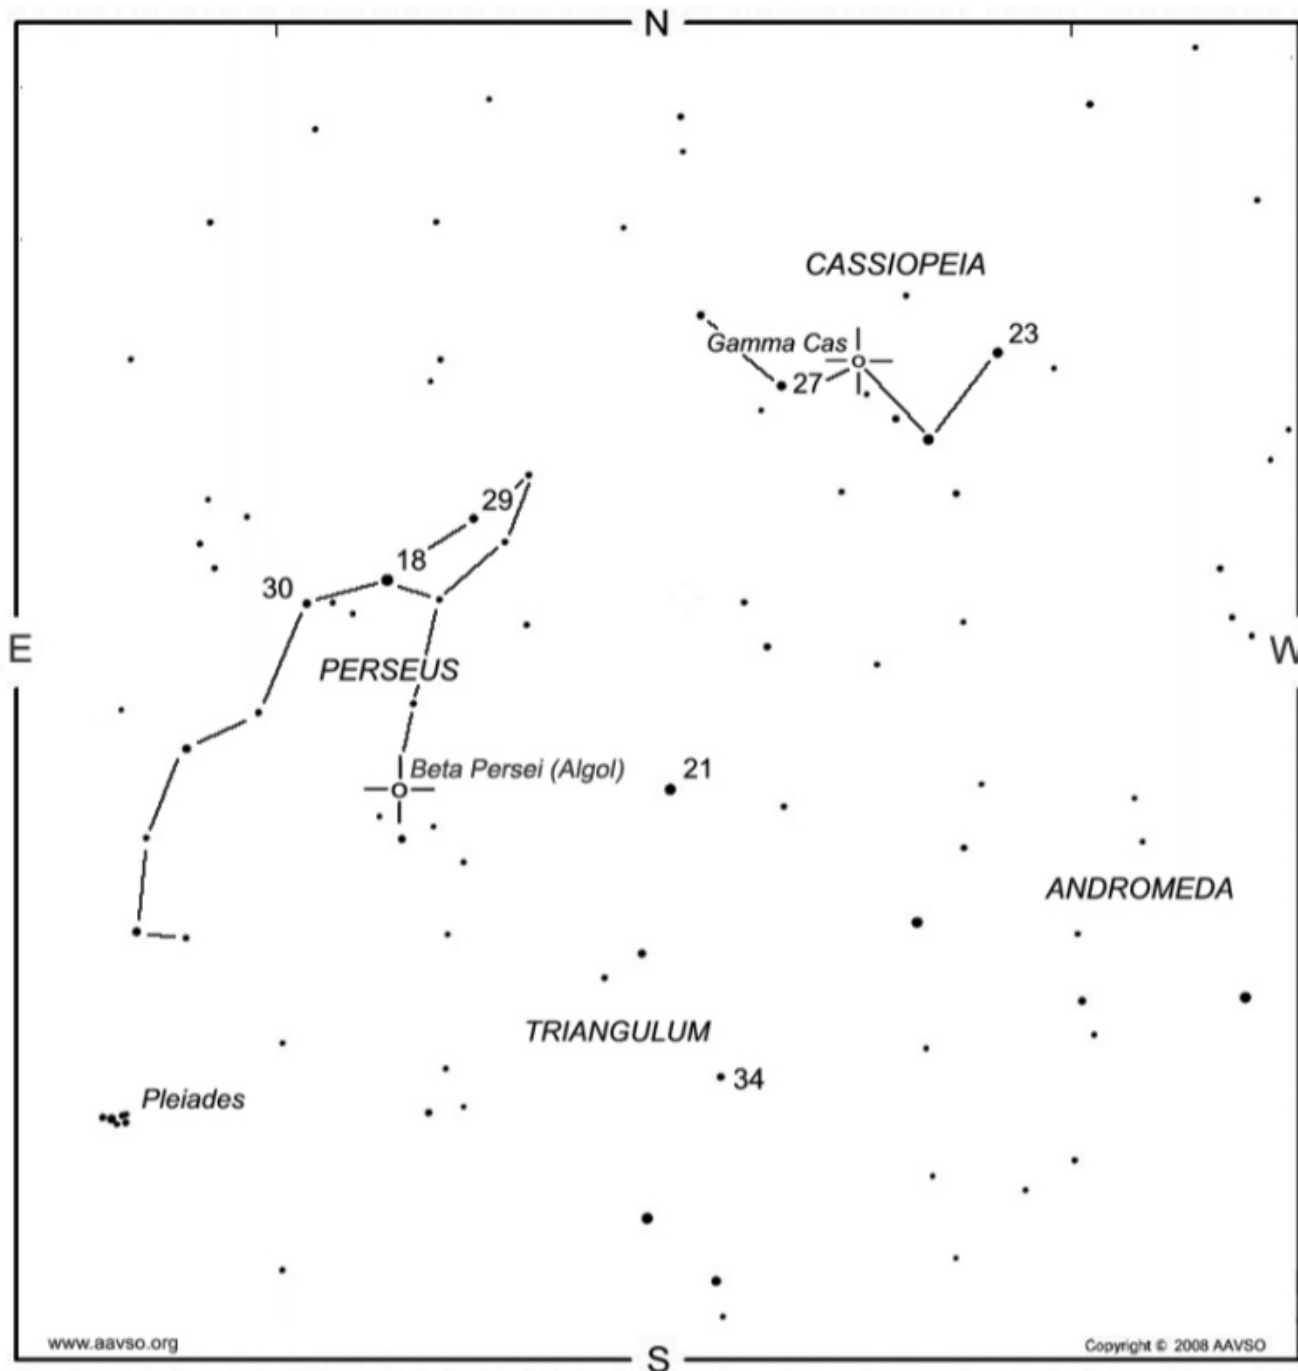 N
CASSIOPEIA
Gamma Cas
23
27
29
18
30
E
W
PERSEUS
Beta Persei (Algol)
21
ANDROMEDA
TRIANGULUM
34
Pleiades
www.aavso.org
Copyright © 2008 AAVSO
S